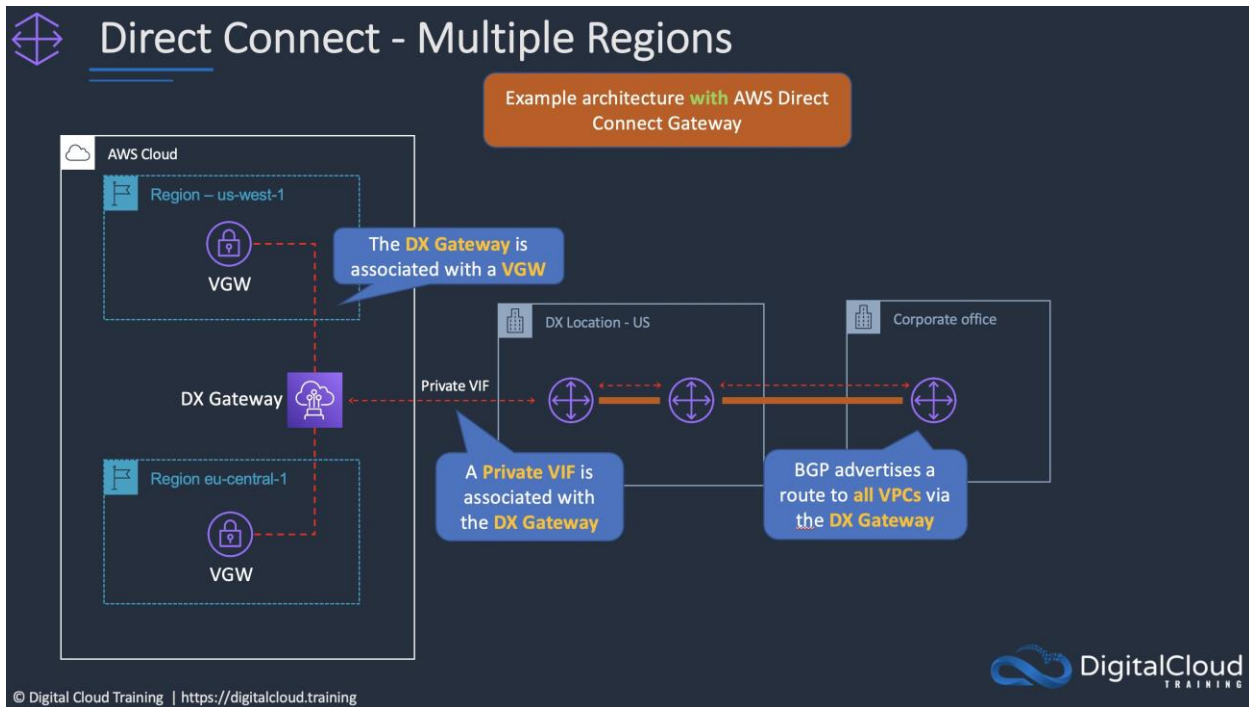 Direct Connect - Multiple Regions
Example architecture with AWS Direct
Connect Gateway
AWS Cloud
Region – us-west-1
VGW
The DX Gateway is
associated with a VGW
DX Location - US
Corporate office
DX Gateway
Private VIF
Region eu-central-1
VGW
A Private VIF is
associated with
the DX Gateway
BGP advertises a
route to all VPCs via
the DX Gateway
DigitalCloud
TRAINING
© Digital Cloud Training | https://digitalcloud.training